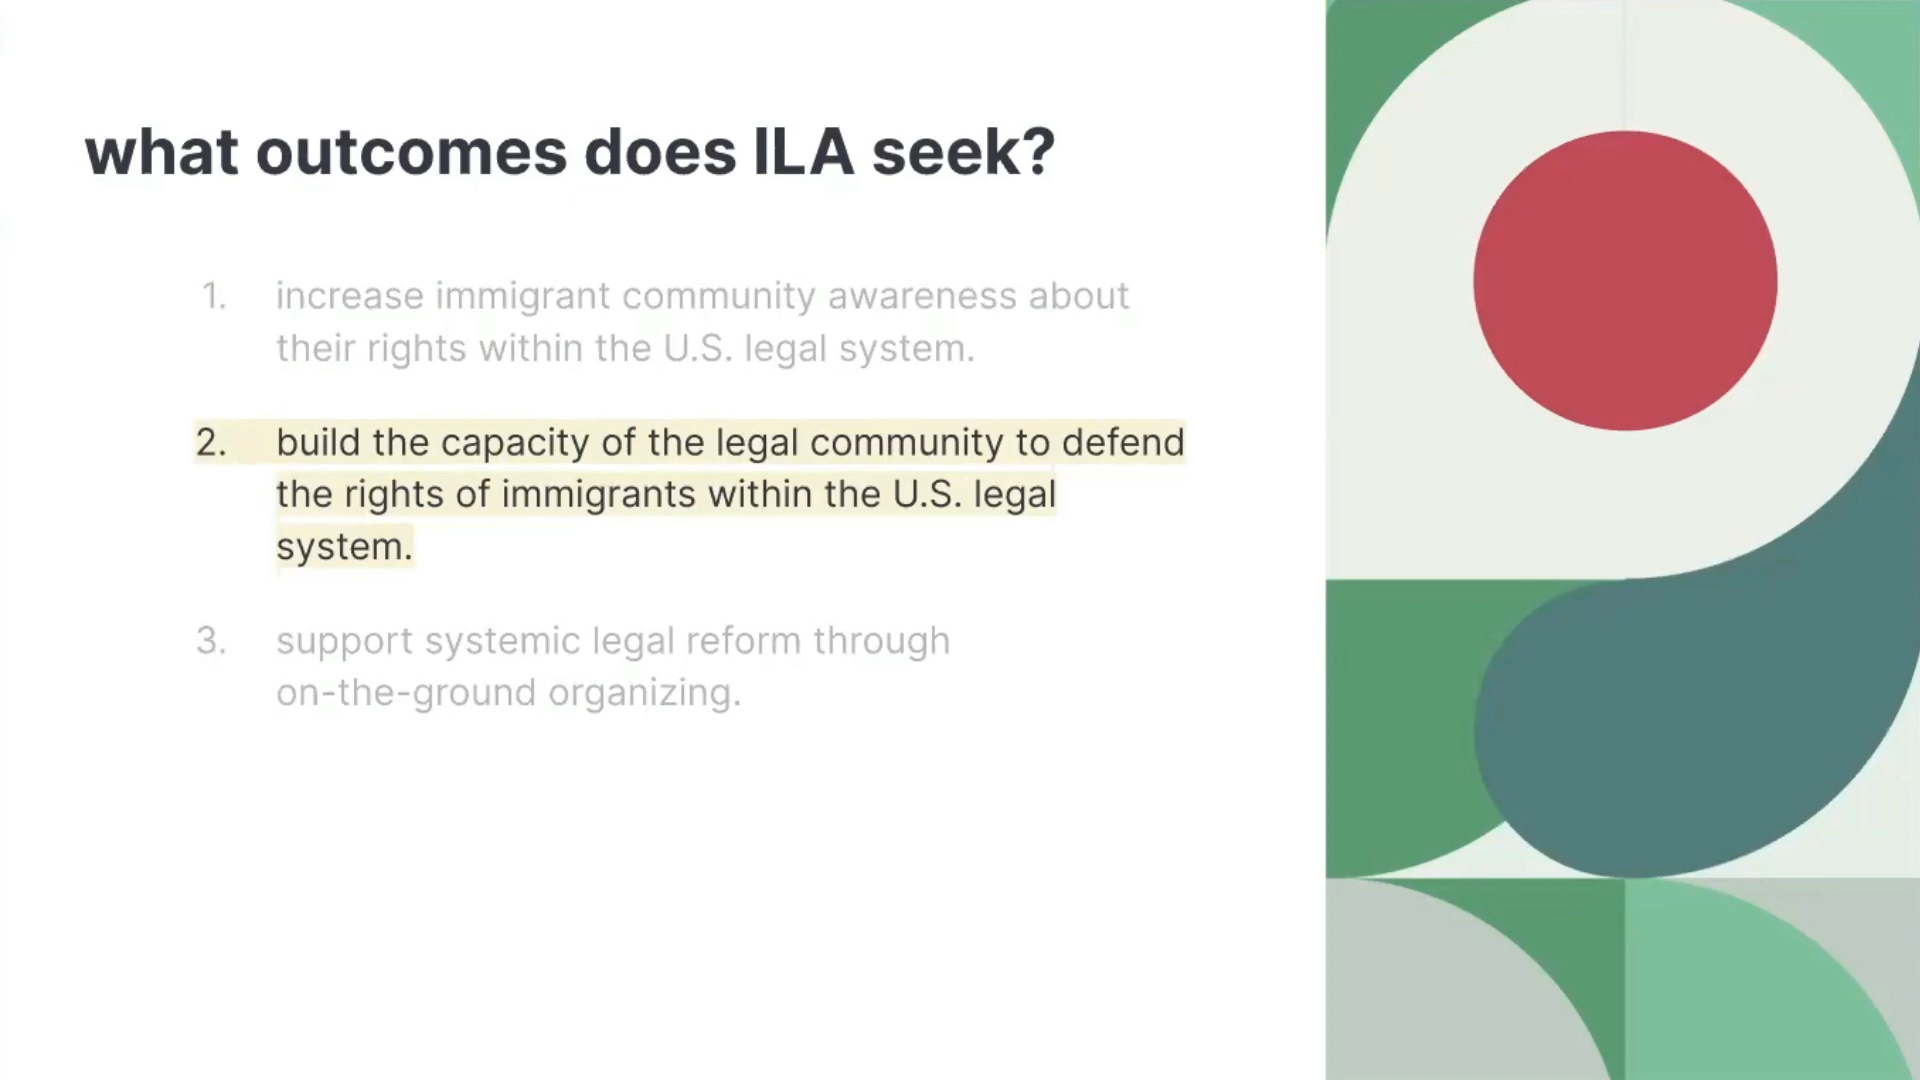 what outcomes does ILA seek?
1. increase immigrant community awareness about
their rights within the U.S. legal system.
2. build the capacity of the legal community to defend
the rights of immigrants within the U.S. legal
system.
3. support systemic legal reform through
on-the-ground organizing.